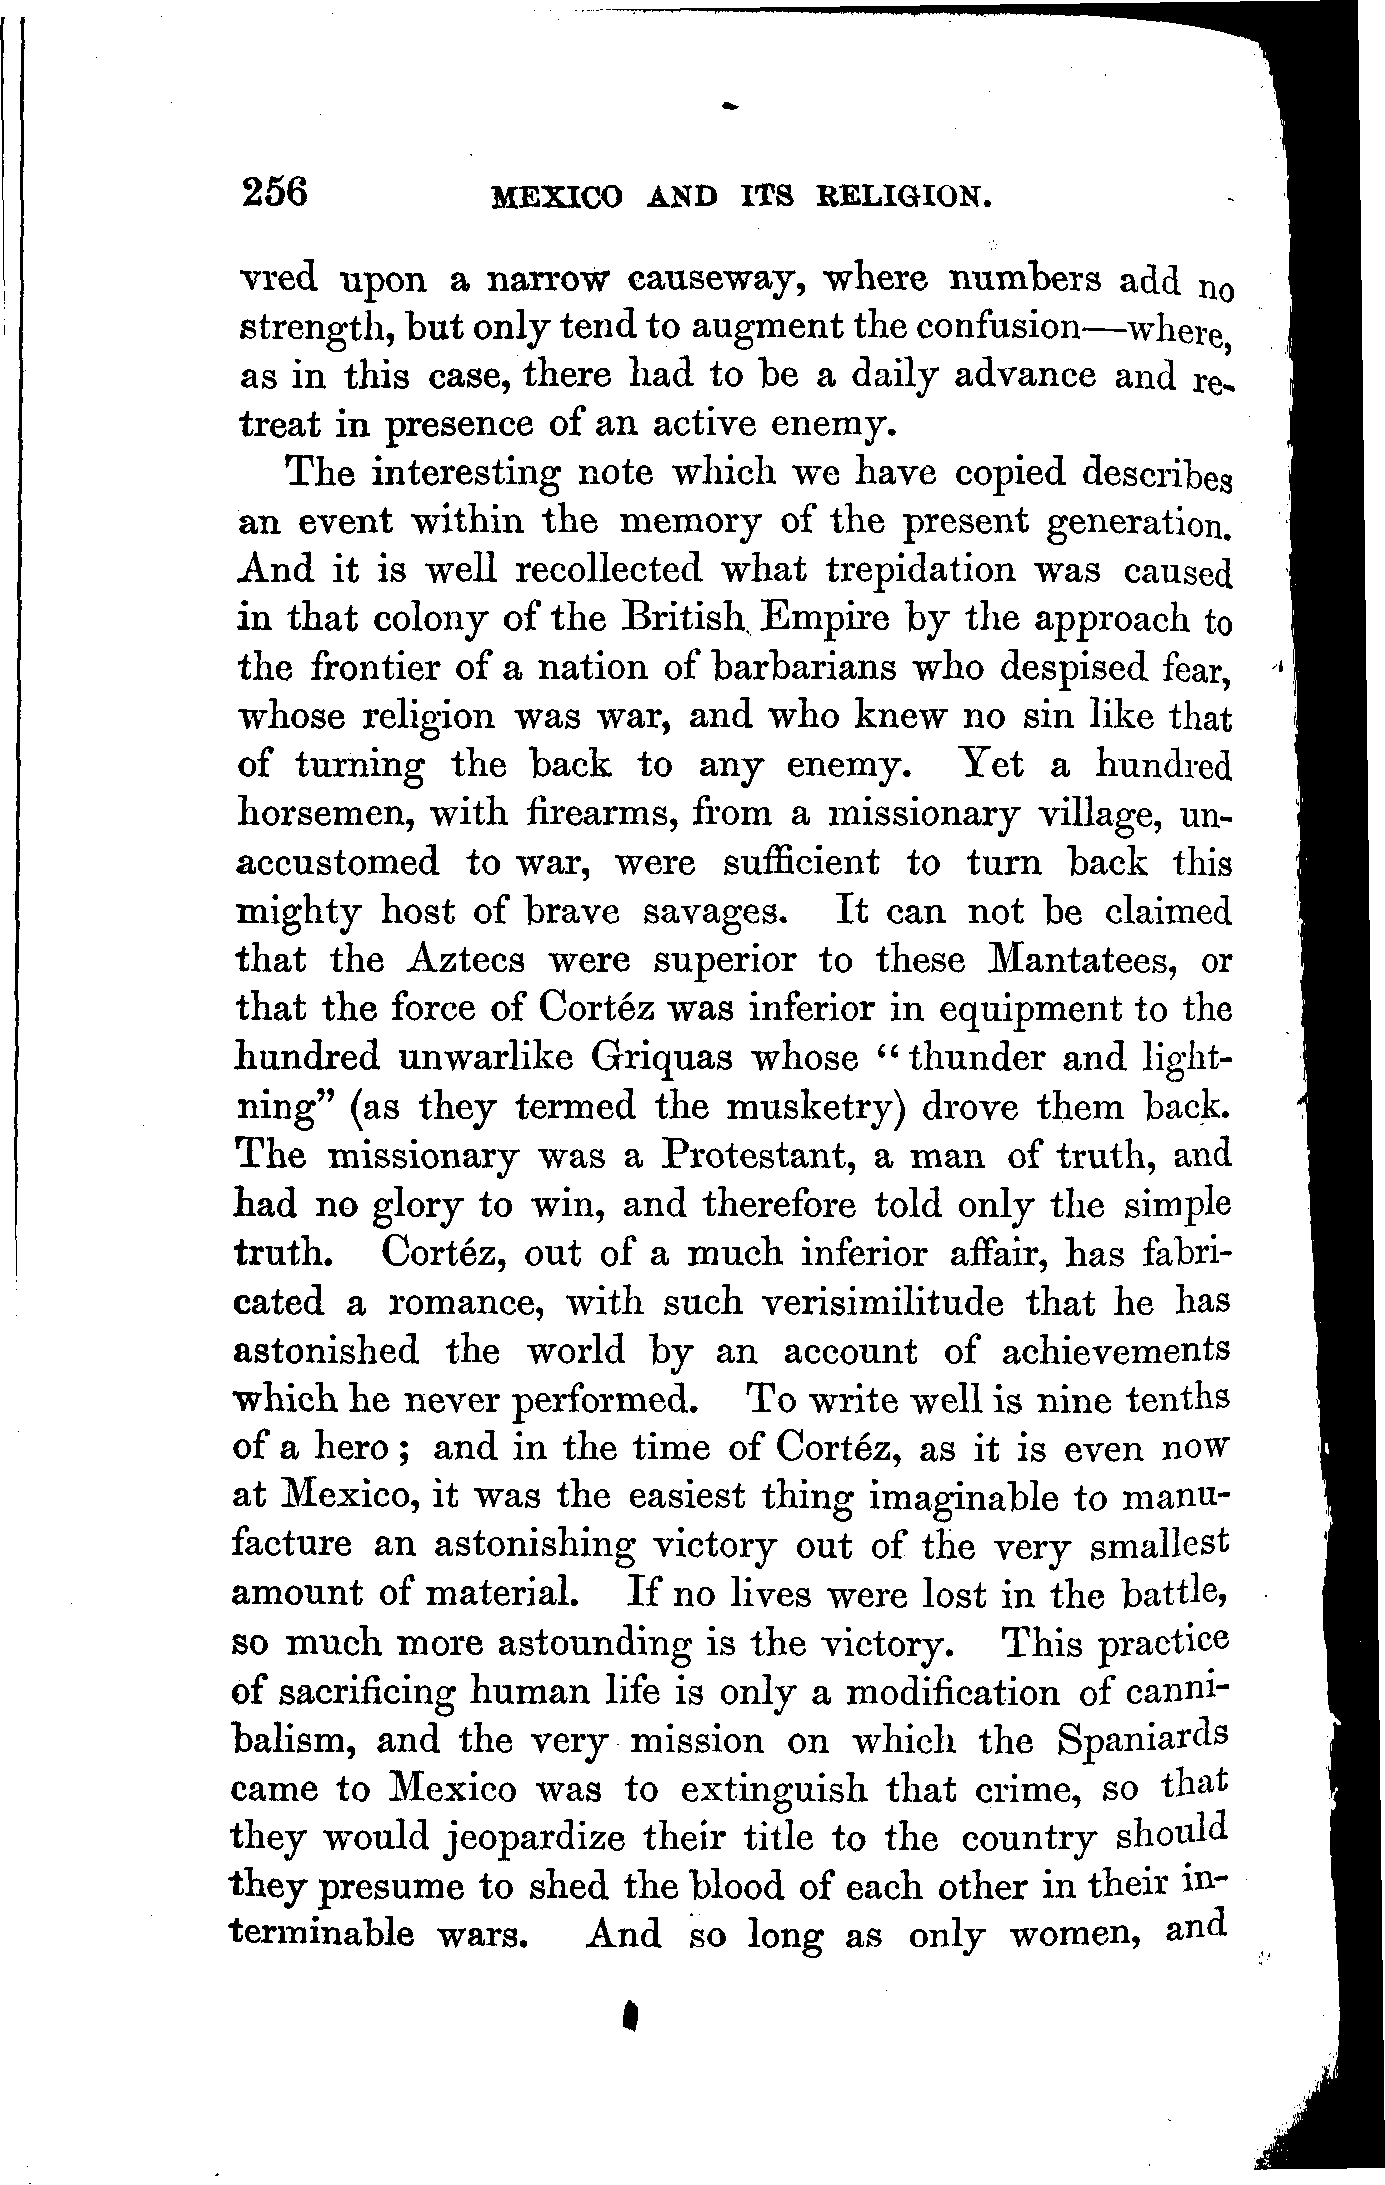 256 MEXICO AND ITS RELIGION.
vred upon a narrow causeway, where numbers add no
strength, but only tend to augment the confusion—where,
as in this case, there had to be a daily advance and re-
treat in presence of an active enemy.
The interesting note which we have copied describes
an event within the memory of the present generation.
And it is well recollected what trepidation was caused
in that colony of the British Empire by the approach to
the frontier of a nation of barbarians who despised fear,
whose religion was war, and who knew no sin like that
of turning the back to any enemy. Yet a hundred
horsemen, with firearms, from a missionary village, un-
accustomed to war, were sufficient to turn back this
mighty host of brave savages. It can not be claimed
that the Aztecs were superior to these Mantatees, or
that the force of Cortéz was inferior in equipment to the
hundred unwarlike Griquas whose "thunder and light-
ning" (as they termed the musketry) drove them back.
The missionary was a Protestant, a man of truth, and
had no glory to win, and therefore told only the simple
truth. Cortéz, out of a much inferior affair, has fabri-
cated a romance, with such verisimilitude that he has
astonished the world by an account of achievements
which he never performed. To write well is nine tenths
of a hero; and in the time of Cortéz, as it is even now
at Mexico, it was the easiest thing imaginable to manu-
facture an astonishing victory out of the very smallest
amount of material. If no lives were lost in the battle,
so much more astounding is the victory. This practice
of sacrificing human life is only a modification of canni-
balism, and the very mission on which the Spaniards
came to Mexico was to extinguish that crime, so that
they would jeopardize their title to the country should
they presume to shed the blood of each other in their in-
terminable wars. And so long as only women, and